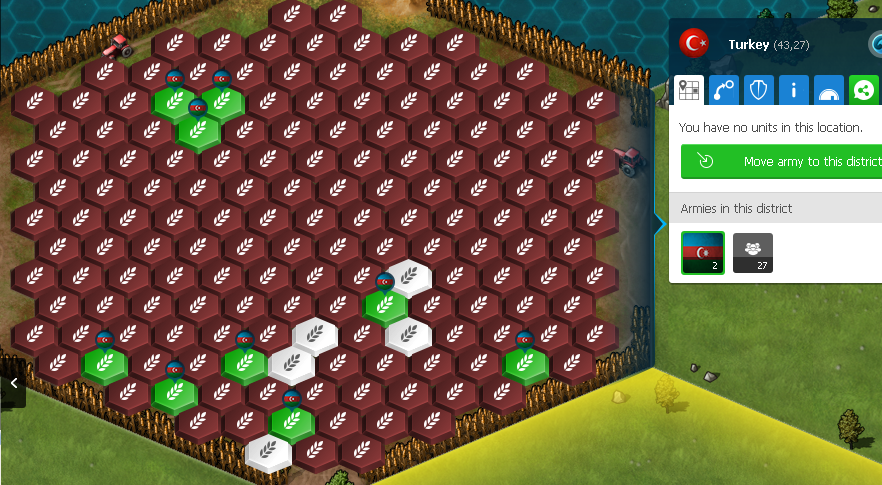 Turkey (43,27)
You have no units in this location.
Move army to this district
Armies in this district
2
27